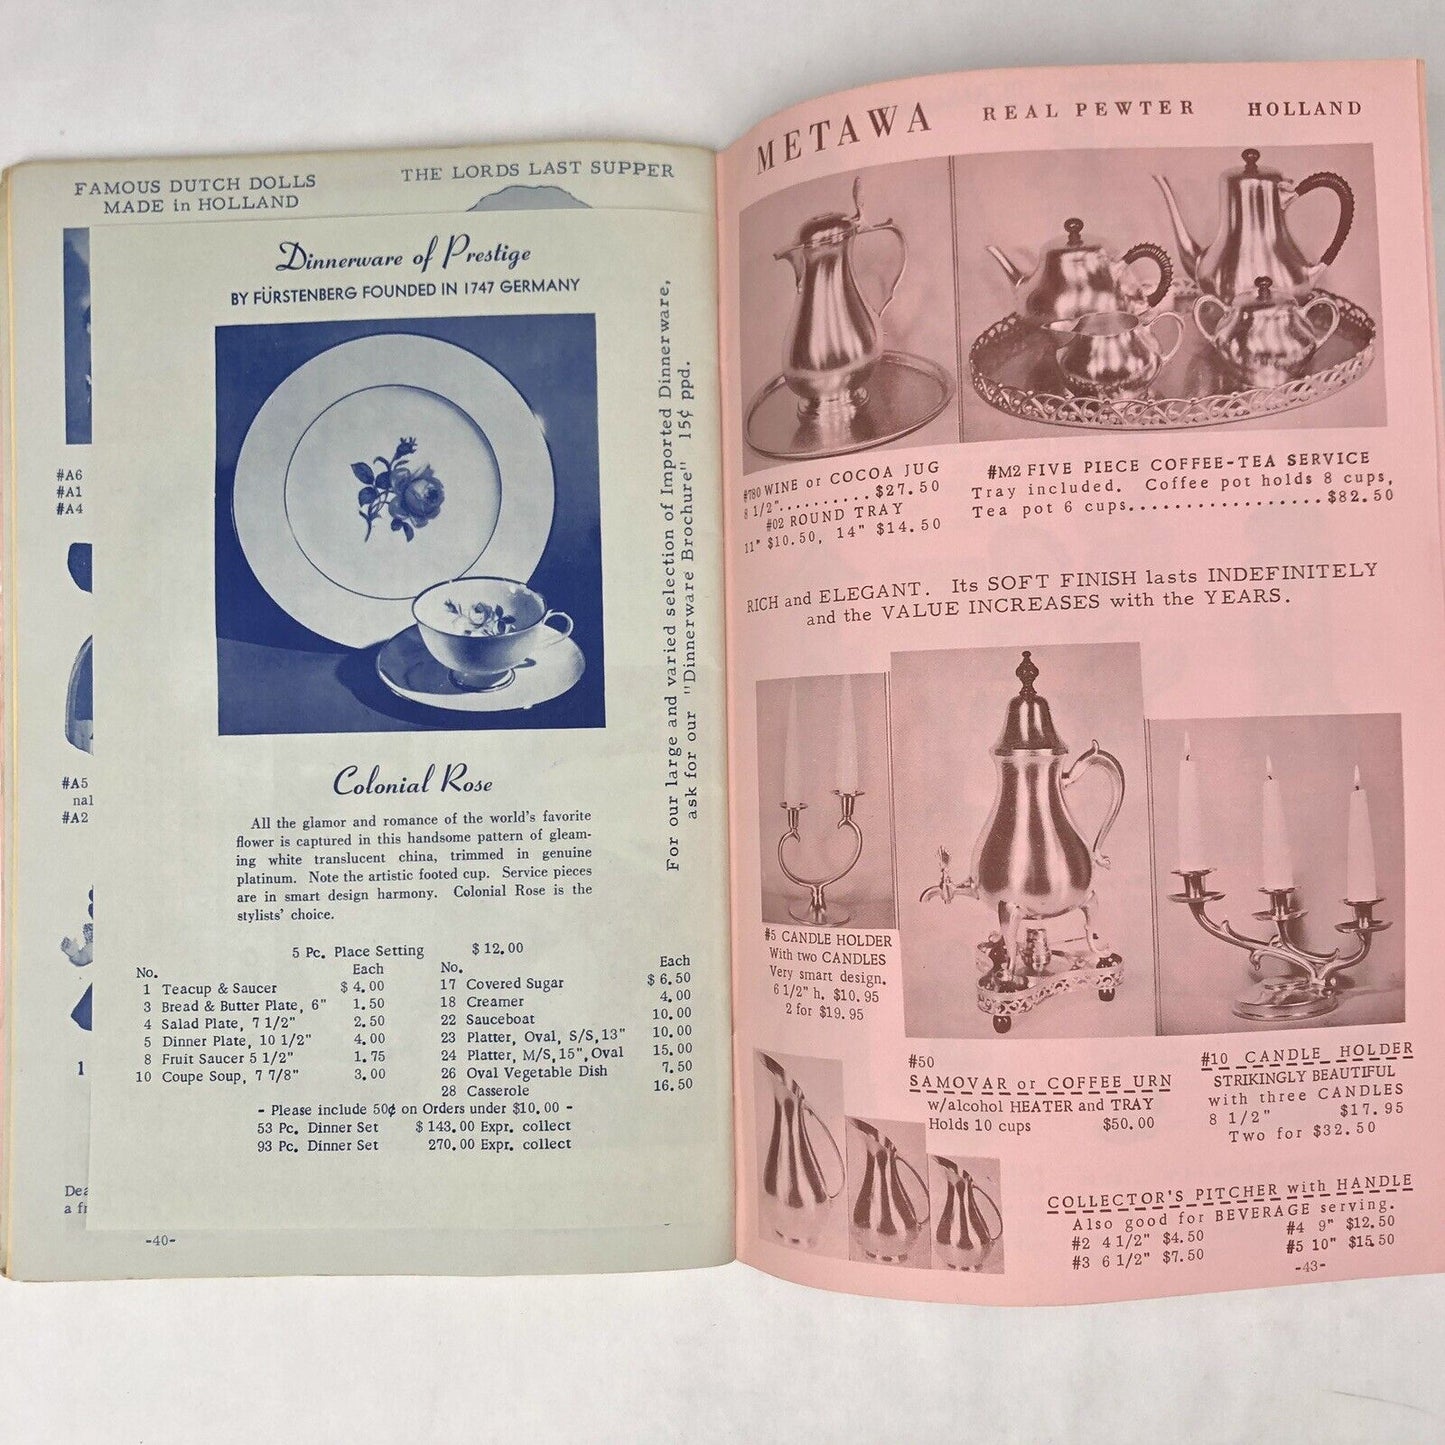 FAMOUS DUTCH DOLLS
MADE in HOLLAND
THE LORDS LAST SUPPER
#A6
#A1
#A4
#A5
nal
#A2
1
a fr
Dinnerware of Prestige
BY FÜRSTENBERG FOUNDED IN 1747 GERMANY
For our large and varied selection of Imported Dinnerware,
ask for our "Dinnerware Brochure" 15¢ ppd.
Colonial Rose
All the glamor and romance of the world's favorite
flower is captured in this handsome pattern of gleam-
ing white translucent china, trimmed in genuine
platinum. Note the artistic footed cup. Service pieces
are in smart design harmony. Colonial Rose is the
stylists' choice.
5 Pc. Place Setting $12.00
No. Each
1 Teacup & Saucer $4.00
3 Bread & Butter Plate, 6" 1.50
4 Salad Plate, 7 1/2" 2.50
5 Dinner Plate, 10 1/2" 4.00
8 Fruit Saucer 5 1/2" 1.75
10 Coupe Soup, 7 7/8" 3.00
No. Each
17 Covered Sugar $6.50
18 Creamer 4.00
22 Sauceboat 10.00
23 Platter, Oval, S/S, 13" 10.00
24 Platter, M/S, 15", Oval 15.00
26 Oval Vegetable Dish 7.50
28 Casserole 16.50
- Please include 50¢ on Orders under $10.00 -
53 Pc. Dinner Set $143.00 Expr. collect
93 Pc. Dinner Set 270.00 Expr. collect
-40-
METAWA REAL PEWTER HOLLAND
#780 WINE or COCOA JUG
8 1/2"..........$27.50
#02 ROUND TRAY
11" $10.50, 14" $14.50
#M2 FIVE PIECE COFFEE-TEA SERVICE
Tray included. Coffee pot holds 8 cups,
Tea pot 6 cups.................$82.50
RICH and ELEGANT. Its SOFT FINISH lasts INDEFINITELY
and the VALUE INCREASES with the YEARS.
#5 CANDLE HOLDER
With two CANDLES
Very smart design.
6 1/2" h. $10.95
2 for $19.95
#50
SAMOVAR or COFFEE URN
w/alcohol HEATER and TRAY
Holds 10 cups $50.00
#10 CANDLE HOLDER
STRIKINGLY BEAUTIFUL
with three CANDLES
8 1/2" $17.95
Two for $32.50
COLLECTOR'S PITCHER with HANDLE
Also good for BEVERAGE serving.
#2 4 1/2" $4.50 #4 9" $12.50
#3 6 1/2" $7.50 #5 10" $15.50
-43-